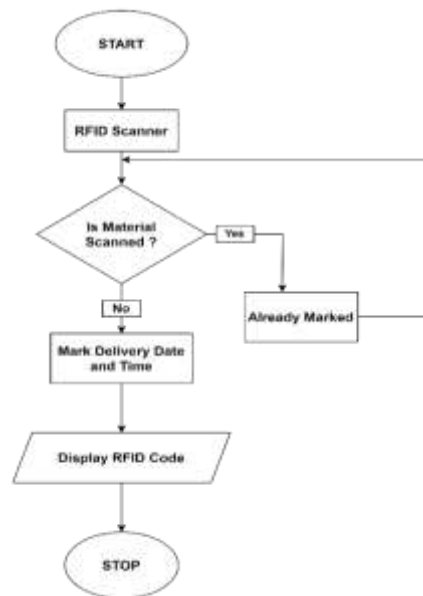 START
RFID Scanner
Is Material
Scanned ?
Yes
Already Marked
No
Mark Delivery Date
and Time
Display RFID Code
STOP